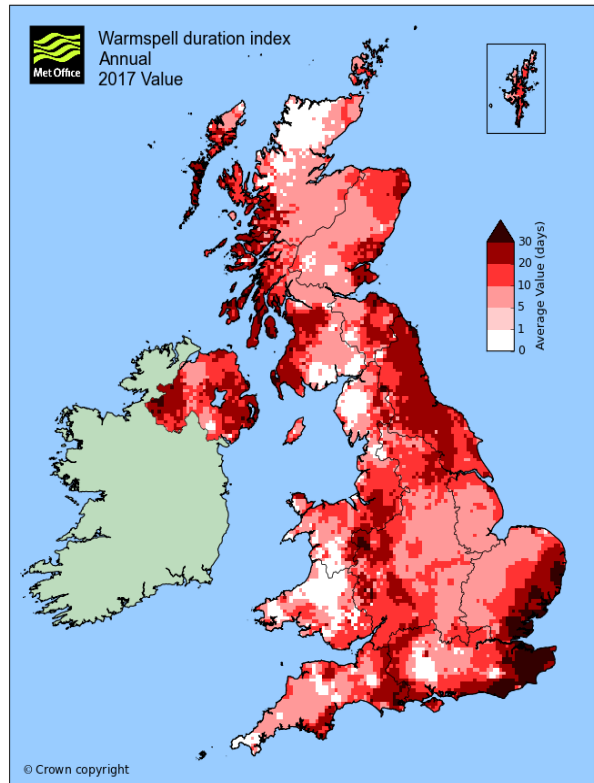 Met Office
Warmspell duration index
Annual
2017 Value
30
20
10
5
1
0
Average Value (days)
© Crown copyright